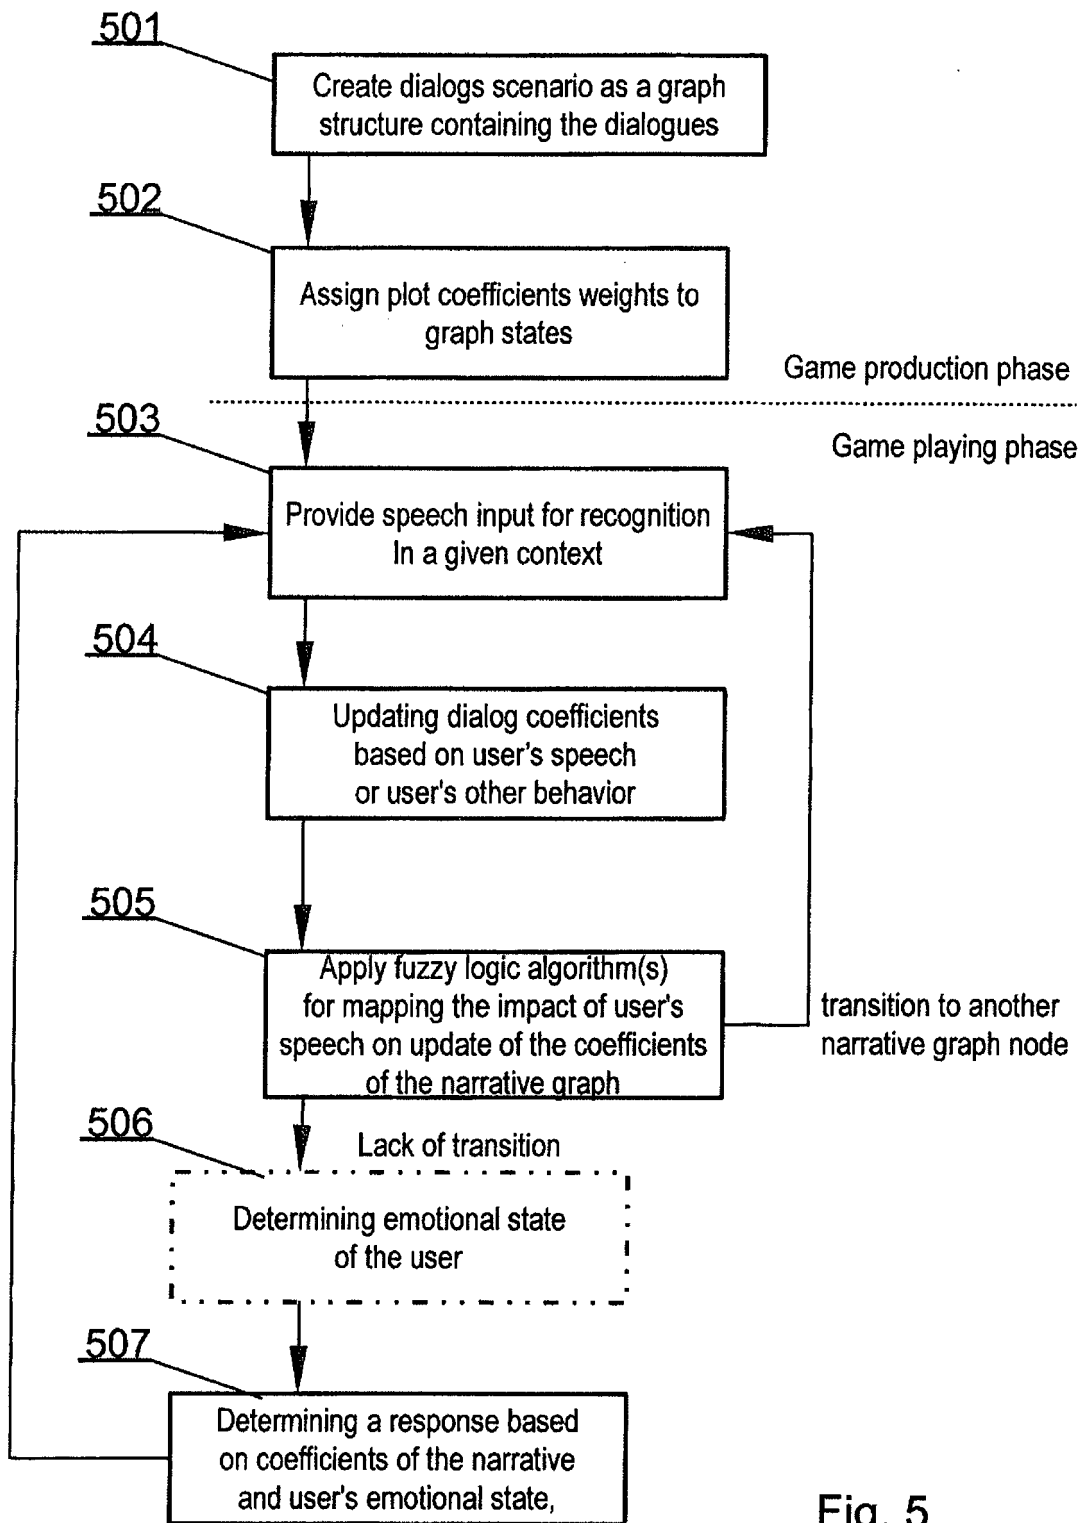 501
Create dialogs scenario as a graph
structure containing the dialogues
502
Assign plot coefficients weights to
graph states
Game production phase
503
Game playing phase
Provide speech input for recognition
In a given context
504
Updating dialog coefficients
based on user's speech
or user's other behavior
505
Apply fuzzy logic algorithm(s)
for mapping the impact of user's
speech on update of the coefficients
of the narrative graph
transition to another
narrative graph node
506
Lack of transition
Determining emotional state
of the user
507
Determining a response based
on coefficients of the narrative
and user's emotional state,
Fig. 5